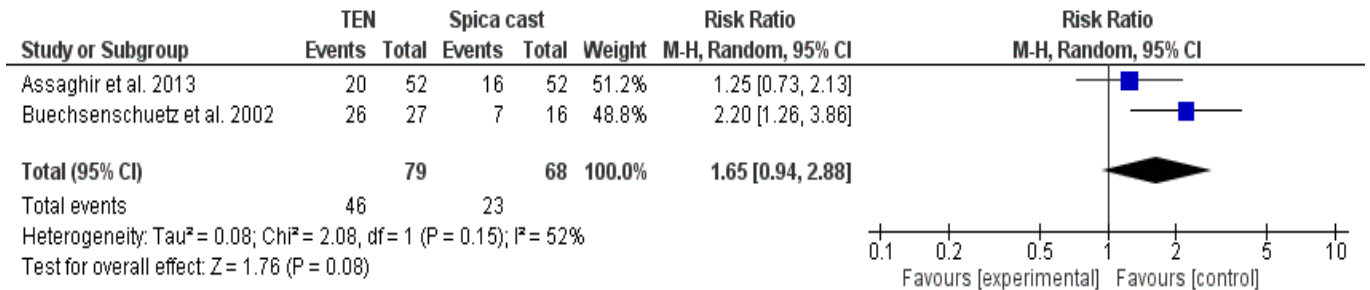 TEN Spica cast Risk Ratio Risk Ratio
Study or Subgroup Events Total Events Total Weight M-H, Random, 95% CI M-H, Random, 95% CI
Assaghir et al. 2013 20 52 16 52 51.2% 1.25 [0.73, 2.13]
Buechsenschuetz et al. 2002 26 27 7 16 48.8% 2.20 [1.26, 3.86]
Total (95% CI) 79 68 100.0% 1.65 [0.94, 2.88]
Total events 46 23
Heterogeneity: Tau² = 0.08; Chi² = 2.08, df = 1 (P = 0.15); I² = 52%
Test for overall effect: Z = 1.76 (P = 0.08)
0.1 0.2 0.5 1 2 5 10
Favours [experimental] Favours [control]